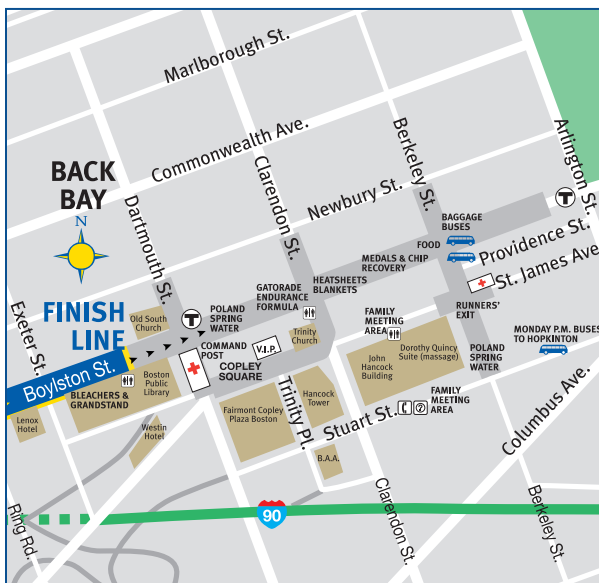 Marlborough St.
Commonwealth Ave.
BACK
BAY
N
Dartmouth St.
Clarendon St.
Berkeley St.
Arlington St.
Newbury St.
T
BAGGAGE
BUSES
FOOD
Providence St.
St. James Ave
MEDALS & CHIP
RECOVERY
HEATSHEETS
BLANKETS
GATORADE
ENDURANCE
FORMULA
POLAND
SPRING
WATER
T
Old South
Church
FINISH
LINE
Exeter St.
Boylston St.
COMMAND
POST
V.I.P.
COPLEY
SQUARE
Trinity
Church
FAMILY
MEETING
AREA
RUNNERS'
EXIT
MONDAY P.M. BUSES
TO HOPKINTON
Dorothy Quincy
Suite (massage)
John
Hancock
Building
POLAND
SPRING
WATER
BLEACHERS &
GRANDSTAND
Boston
Public
Library
Lenox
Hotel
Westin
Hotel
Fairmont Copley
Plaza Boston
Trinity Pl.
Hancock
Tower
Stuart St.
?
FAMILY
MEETING
AREA
Columbus Ave.
B.A.A.
Ring Rd.
90
Clarendon St.
Berkeley St.